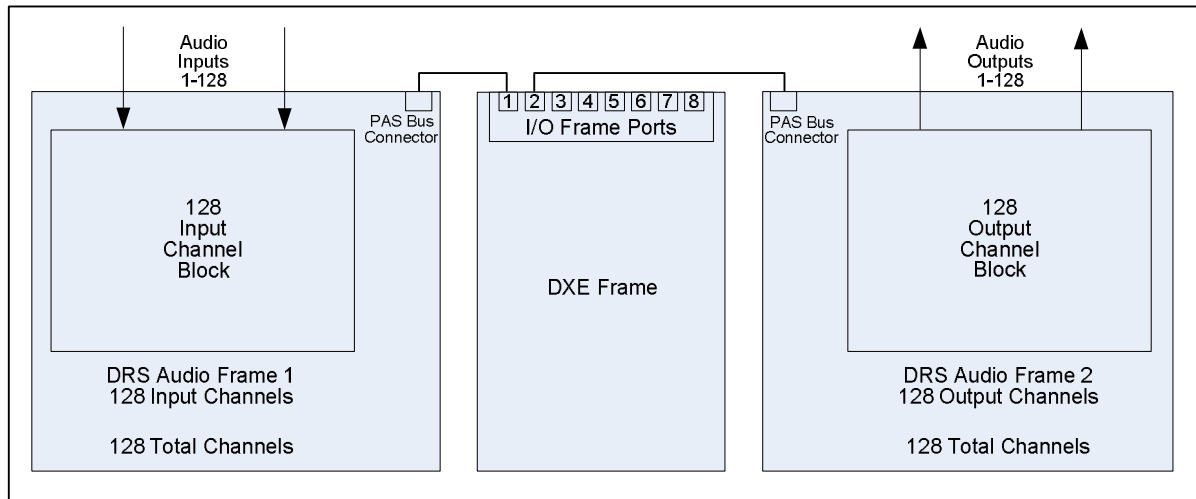 Audio
Inputs
1-128
PAS Bus
Connector
128
Input
Channel
Block
DRS Audio Frame 1
128 Input Channels
128 Total Channels
1 2 3 4 5 6 7 8
I/O Frame Ports
DXE Frame
Audio
Outputs
1-128
PAS Bus
Connector
128
Output
Channel
Block
DRS Audio Frame 2
128 Output Channels
128 Total Channels